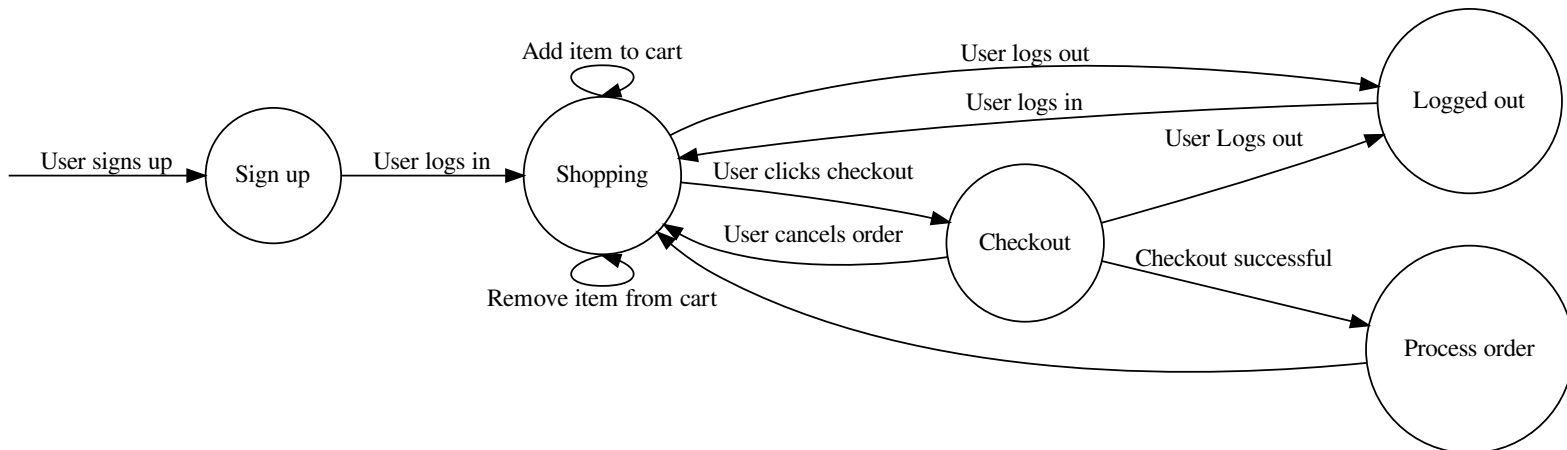 Add item to cart
User logs out
Logged out
User logs in
User Logs out
User signs up
Sign up
User logs in
Shopping
User clicks checkout
User cancels order
Checkout
Checkout successful
Remove item from cart
Process order